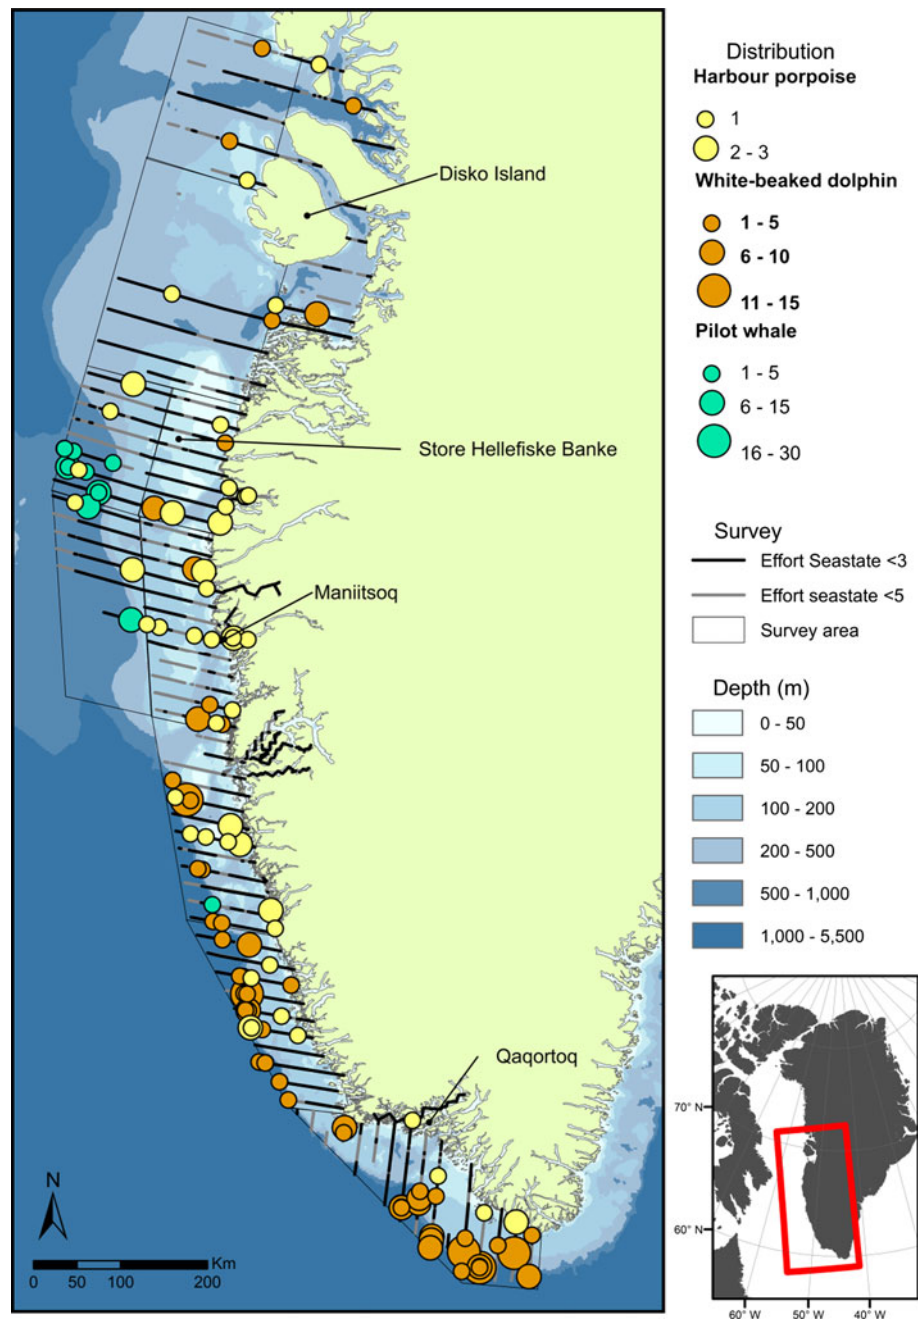 Distribution
Harbour porpoise
1
2 - 3
White-beaked dolphin
1 - 5
6 - 10
11 - 15
Pilot whale
1 - 5
6 - 15
16 - 30
Survey
Effort Seastate <3
Effort seastate <5
Survey area
Depth (m)
0 - 50
50 - 100
100 - 200
200 - 500
500 - 1,000
1,000 - 5,500
Disko Island
Store Hellefiske Banke
Maniitsoq
Qaqortoq
N
Km
0 50 100 200
70° N
60° N
60° W 50° W 40° W